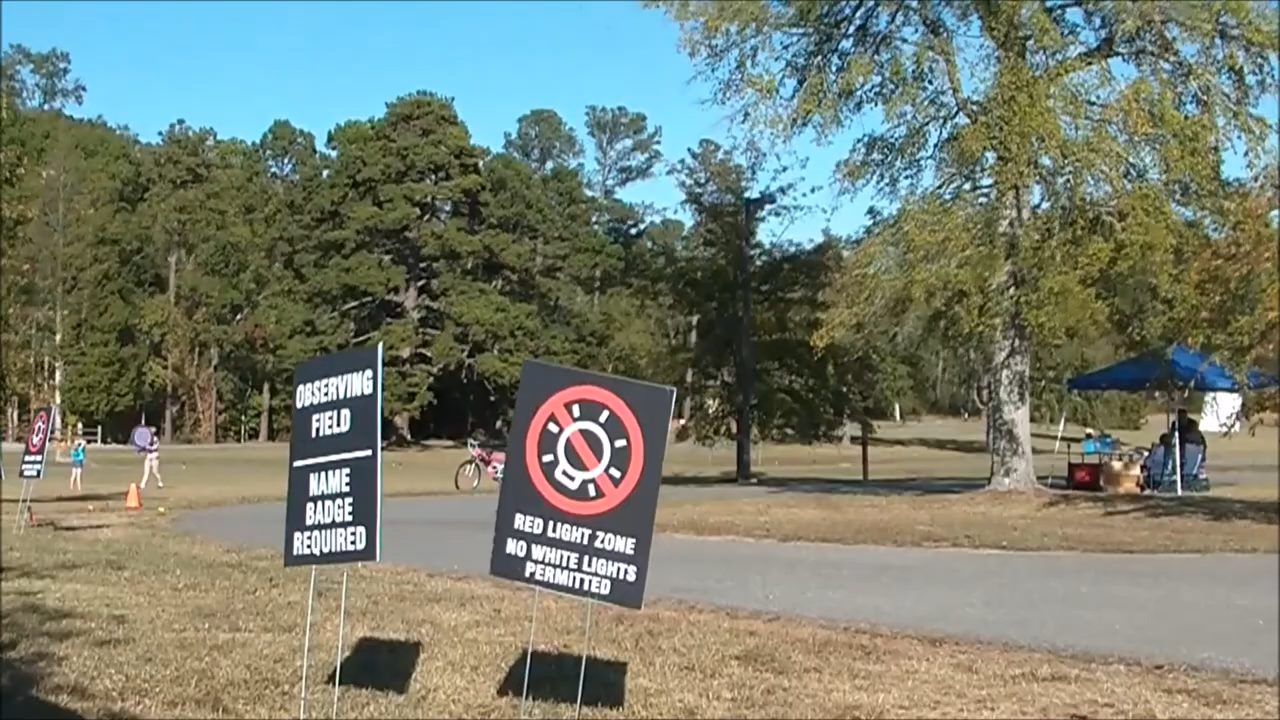 OBSERVING
FIELD
NAME
BADGE
REQUIRED
RED LIGHT ZONE
NO WHITE LIGHTS
PERMITTED